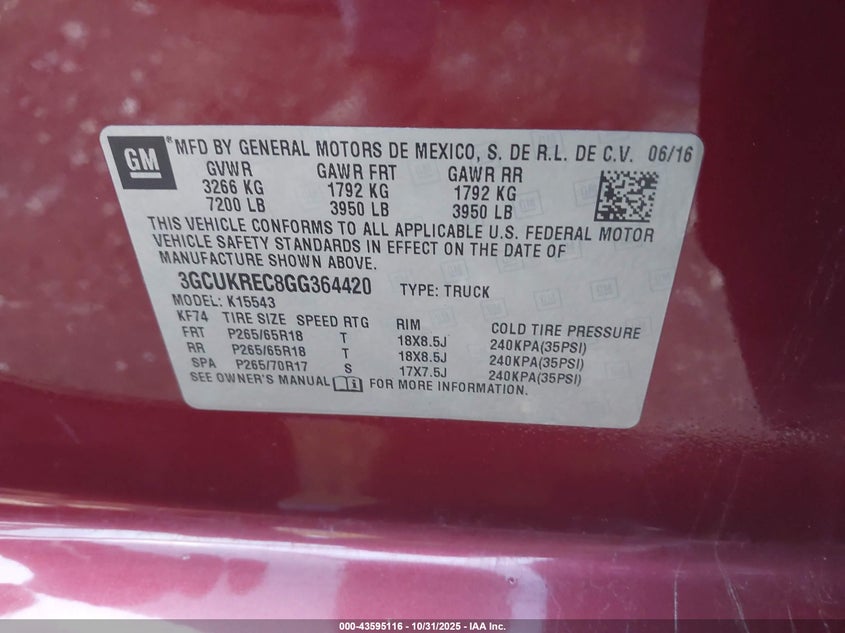 GM ® MFD BY GENERAL MOTORS DE MEXICO, S. DE R.L. DE C.V. 06/16
GVWR GAWR FRT GAWR RR
3266 KG 1792 KG 1792 KG
7200 LB 3950 LB 3950 LB
THIS VEHICLE CONFORMS TO ALL APPLICABLE U.S. FEDERAL MOTOR
VEHICLE SAFETY STANDARDS IN EFFECT ON THE DATE OF
MANUFACTURE SHOWN ABOVE.
3GCUKREC8GG364420 TYPE: TRUCK
MODEL: K15543
KF74 TIRE SIZE SPEED RTG RIM COLD TIRE PRESSURE
FRT P265/65R18 T 18X8.5J 240KPA(35PSI)
RR P265/65R18 T 18X8.5J 240KPA(35PSI)
SPA P265/70R17 S 17X7.5J 240KPA(35PSI)
SEE OWNER'S MANUAL FOR MORE INFORMATION.
000-43595116 - 10/31/2025 - IAA Inc.